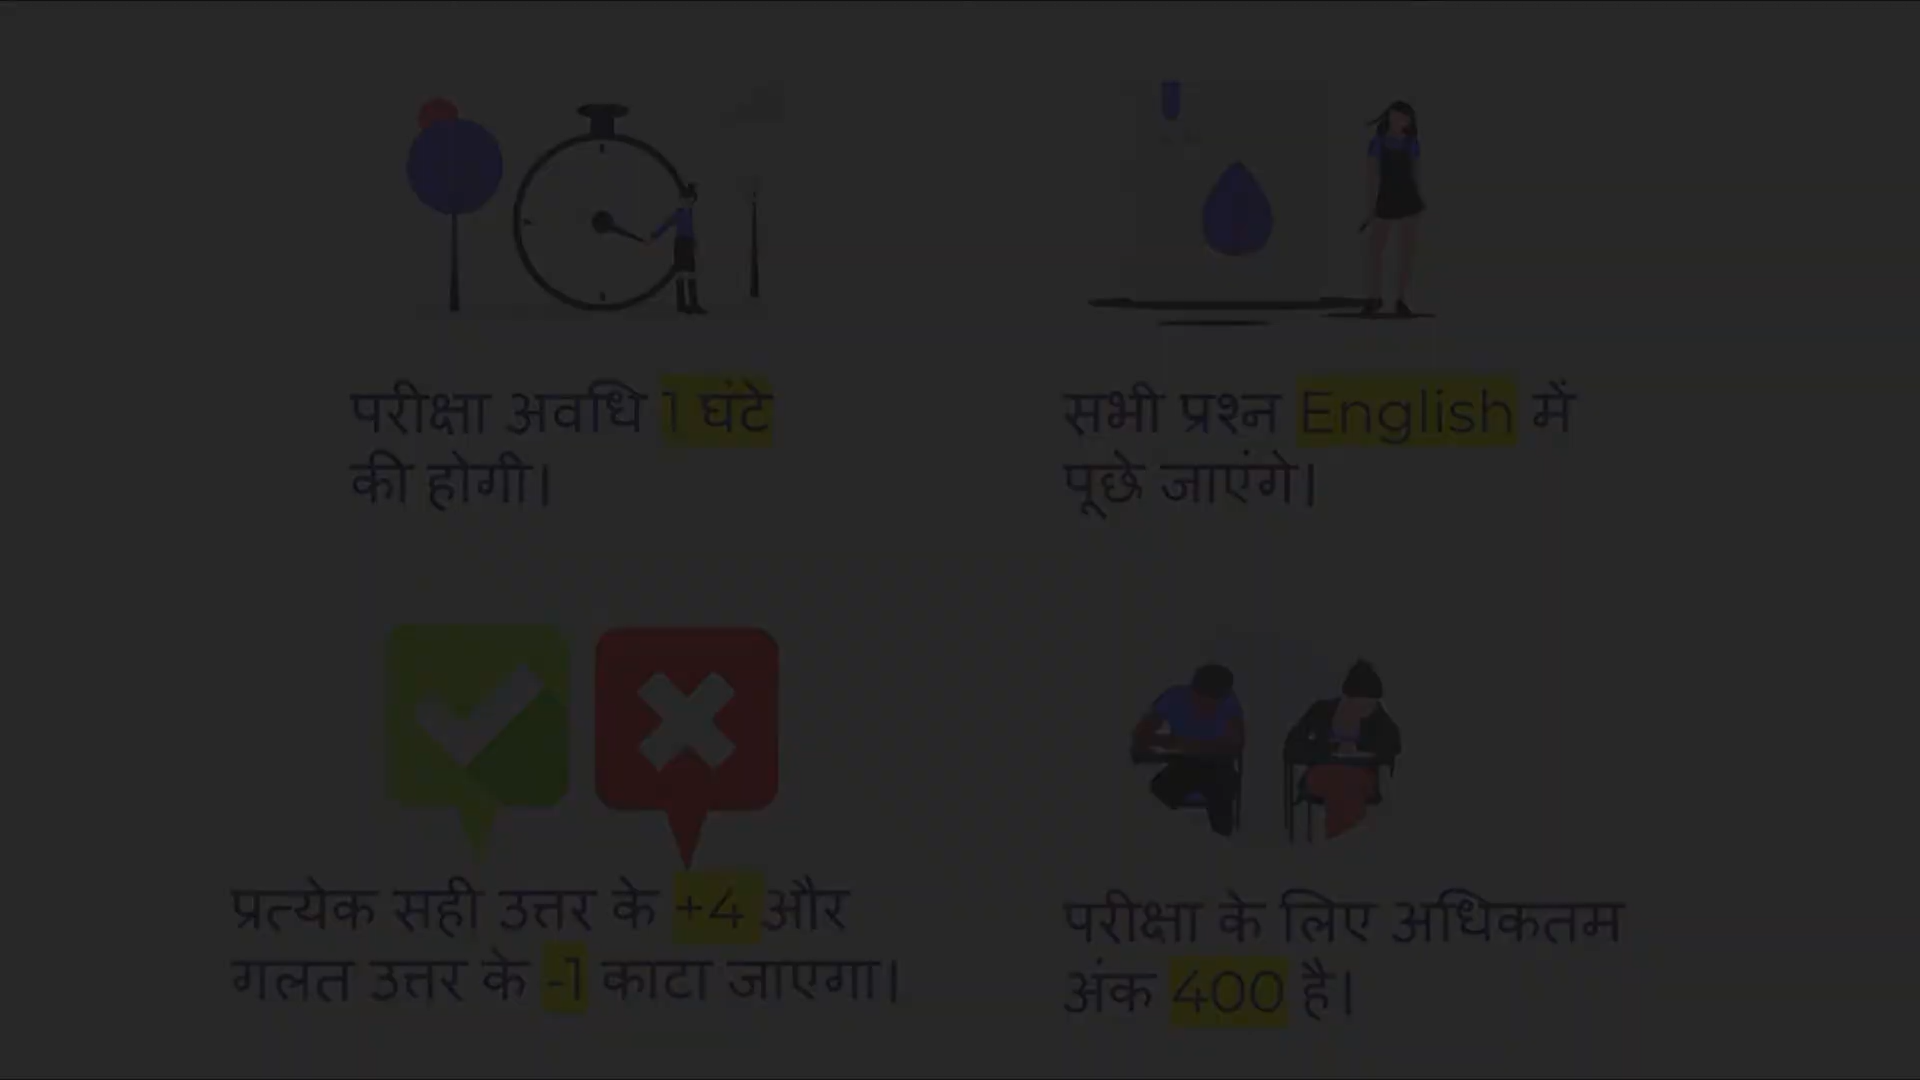 परीक्षा अवधि 1 घंटे
की होगी।
सभी प्रश्न English में
पूछे जाएंगे।
प्रत्येक सही उत्तर के +4 और
गलत उत्तर के -1 काटा जाएगा।
परीक्षा के लिए अधिकतम
अंक 400 है।